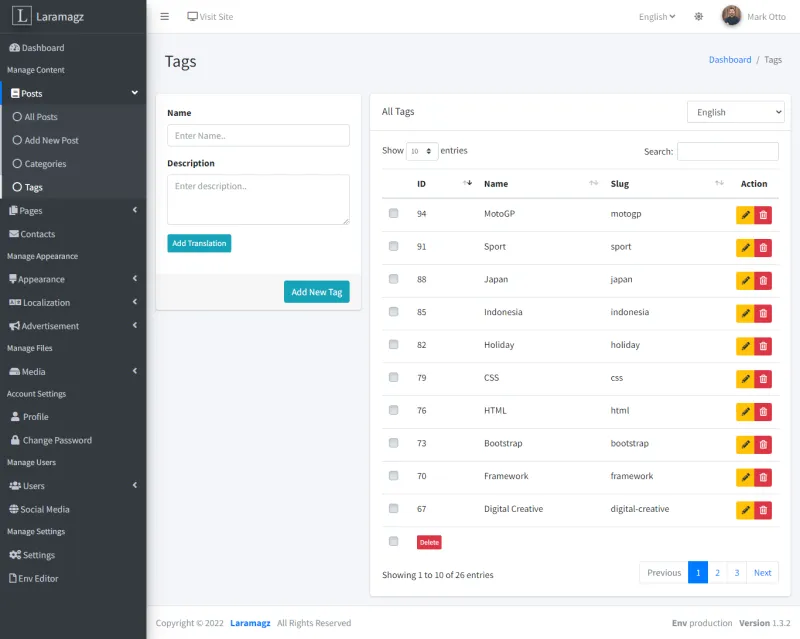 L Laramagz
Visit Site
English
Mark Otto
Dashboard
Manage Content
Posts
All Posts
Add New Post
Categories
Tags
Pages
Contacts
Manage Appearance
Appearance
Localization
Advertisement
Manage Files
Media
Account Settings
Profile
Change Password
Manage Users
Users
Social Media
Manage Settings
Settings
Env Editor
Tags
Dashboard / Tags
Name
Enter Name..
Description
Enter description..
Add Translation
Add New Tag
All Tags
English
Show 10 entries
Search:
ID Name Slug Action
94 MotoGP motogp
91 Sport sport
88 Japan japan
85 Indonesia indonesia
82 Holiday holiday
79 CSS css
76 HTML html
73 Bootstrap bootstrap
70 Framework framework
67 Digital Creative digital-creative
Delete
Showing 1 to 10 of 26 entries
Previous 1 2 3 Next
Copyright © 2022 Laramagz All Rights Reserved
Env production Version 1.3.2